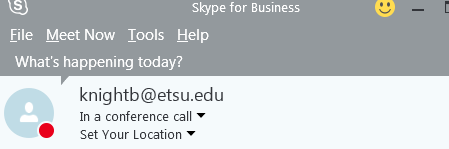 Skype for Business
File Meet Now Tools Help
What's happening today?
knightb@etsu.edu
In a conference call
Set Your Location